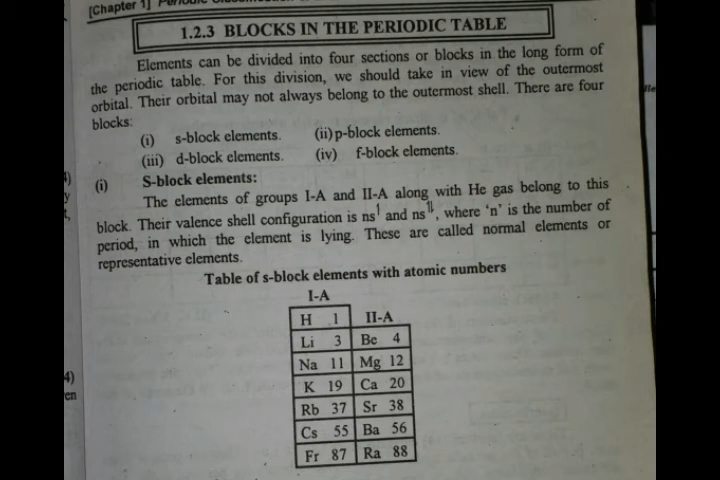 [Chapter 1] Periodic
1.2.3 BLOCKS IN THE PERIODIC TABLE
Elements can be divided into four sections or blocks in the long form of
the periodic table. For this division, we should take in view of the outermost
orbital. Their orbital may not always belong to the outermost shell. There are four
blocks:
(i) s-block elements. (ii) p-block elements.
(iii) d-block elements. (iv) f-block elements.
(i) S-block elements:
The elements of groups I-A and II-A along with He gas belong to this
block. Their valence shell configuration is ns¹ and ns¹¹, where 'n' is the number of
period, in which the element is lying. These are called normal elements or
representative elements.
Table of s-block elements with atomic numbers
I-A
H 1 II-A
Li 3 Be 4
Na 11 Mg 12
K 19 Ca 20
Rb 37 Sr 38
Cs 55 Ba 56
Fr 87 Ra 88
4)
en